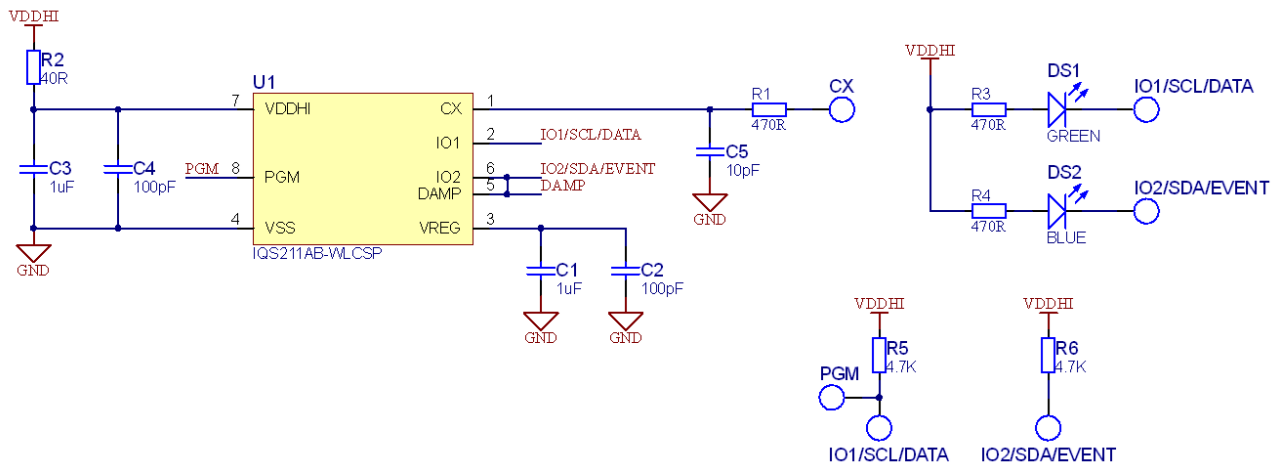 VDDHI
R2
40R
U1
7
VDDHI
CX
1
R1
470R
CX
IO1
2
IO1/SCL/DATA
C3
1uF
C4
100pF
PGM
8
PGM
IO2
6
IO2/SDA/EVENT
DAMP
5
DAMP
C5
10pF
GND
4
VSS
VREG
3
IQS211AB-WLCSP
GND
C1
1uF
C2
100pF
GND
GND
VDDHI
R3
470R
DS1
GREEN
IO1/SCL/DATA
R4
470R
DS2
BLUE
IO2/SDA/EVENT
VDDHI
R5
4.7K
PGM
IO1/SCL/DATA
VDDHI
R6
4.7K
IO2/SDA/EVENT